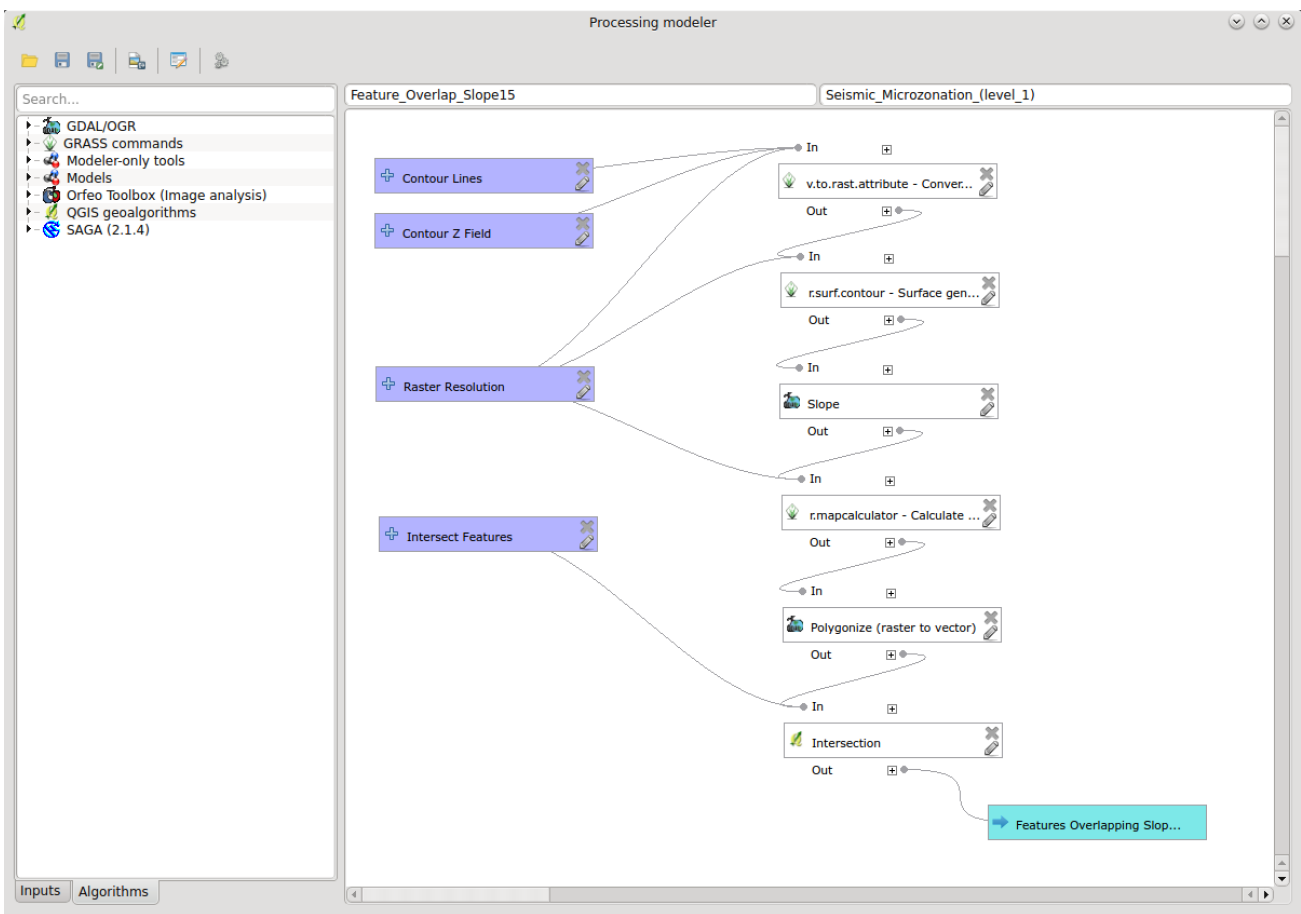 Processing modeler
Search...
GDAL/OGR
GRASS commands
Modeler-only tools
Models
Orfeo Toolbox (Image analysis)
QGIS geoalgorithms
SAGA (2.1.4)
Inputs
Algorithms
Feature_Overlap_Slope15
Seismic_Microzonation_(level_1)
Contour Lines
Contour Z Field
Raster Resolution
Intersect Features
In
v.to.rast.attribute - Conver...
Out
In
r.surf.contour - Surface gen...
Out
In
Slope
Out
In
r.mapcalculator - Calculate ...
Out
In
Polygonize (raster to vector)
Out
In
Intersection
Out
Features Overlapping Slop...